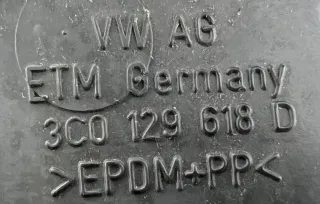 VW AG
ETM Germany
3C0 129 618 D
>EPDM+PP<